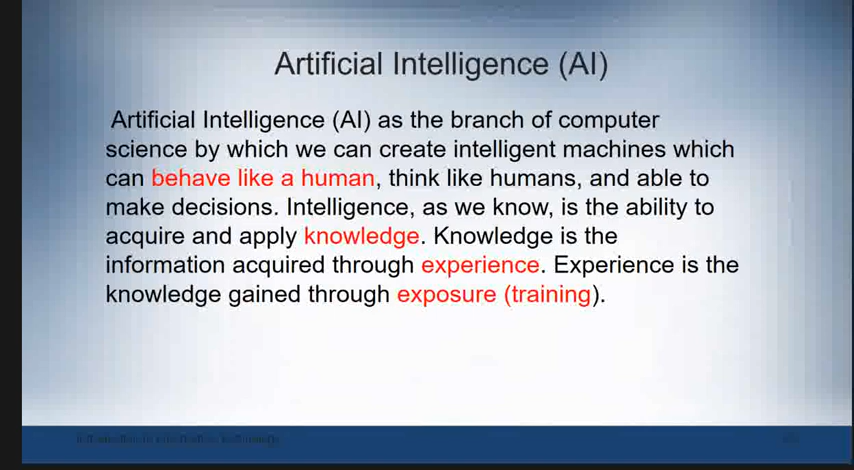 Artificial Intelligence (AI)
Artificial Intelligence (AI) as the branch of computer
science by which we can create intelligent machines which
can behave like a human, think like humans, and able to
make decisions. Intelligence, as we know, is the ability to
acquire and apply knowledge. Knowledge is the
information acquired through experience. Experience is the
knowledge gained through exposure (training).